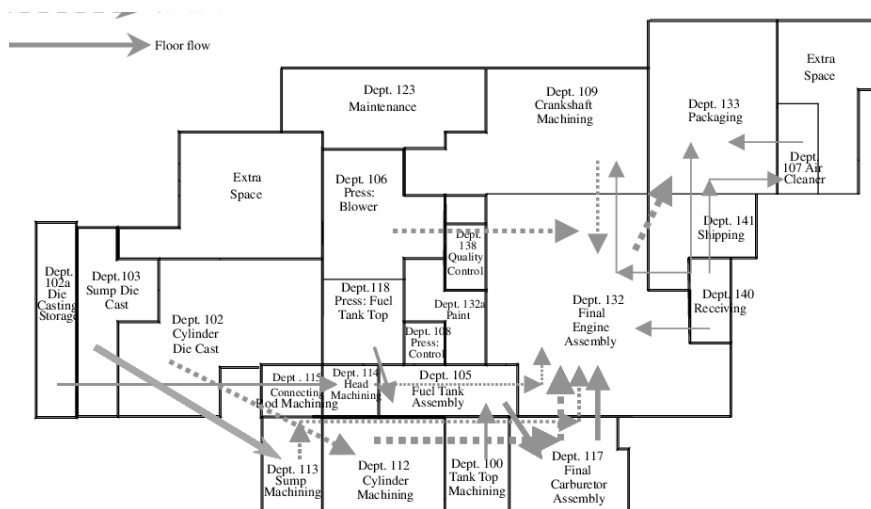 Floor flow
Dept. 123
Maintenance
Dept. 109
Crankshaft
Machining
Dept. 133
Packaging
Extra
Space
Dept.
107 Air
Cleaner
Extra
Space
Dept. 106
Press:
Blower
Dept. 141
Shipping
Dept.
138
Quality
Control
Dept.
102a Die
Casting
Storage
Dept. 103
Sump Die
Cast
Dept. 102
Cylinder
Die Cast
Dept.118
Press: Fuel
Tank Top
Dept. 132a
Paint
Dept. 108
Press:
Control
Dept. 132
Final
Engine
Assembly
Dept. 140
Receiving
Dept . 115
Connecting
Rod Machining
Dept. 114
Head
Machining
Dept. 105
Fuel Tank
Assembly
Dept. 113
Sump
Machining
Dept. 112
Cylinder
Machining
Dept. 100
Tank Top
Machining
Dept. 117
Final
Carburetor
Assembly